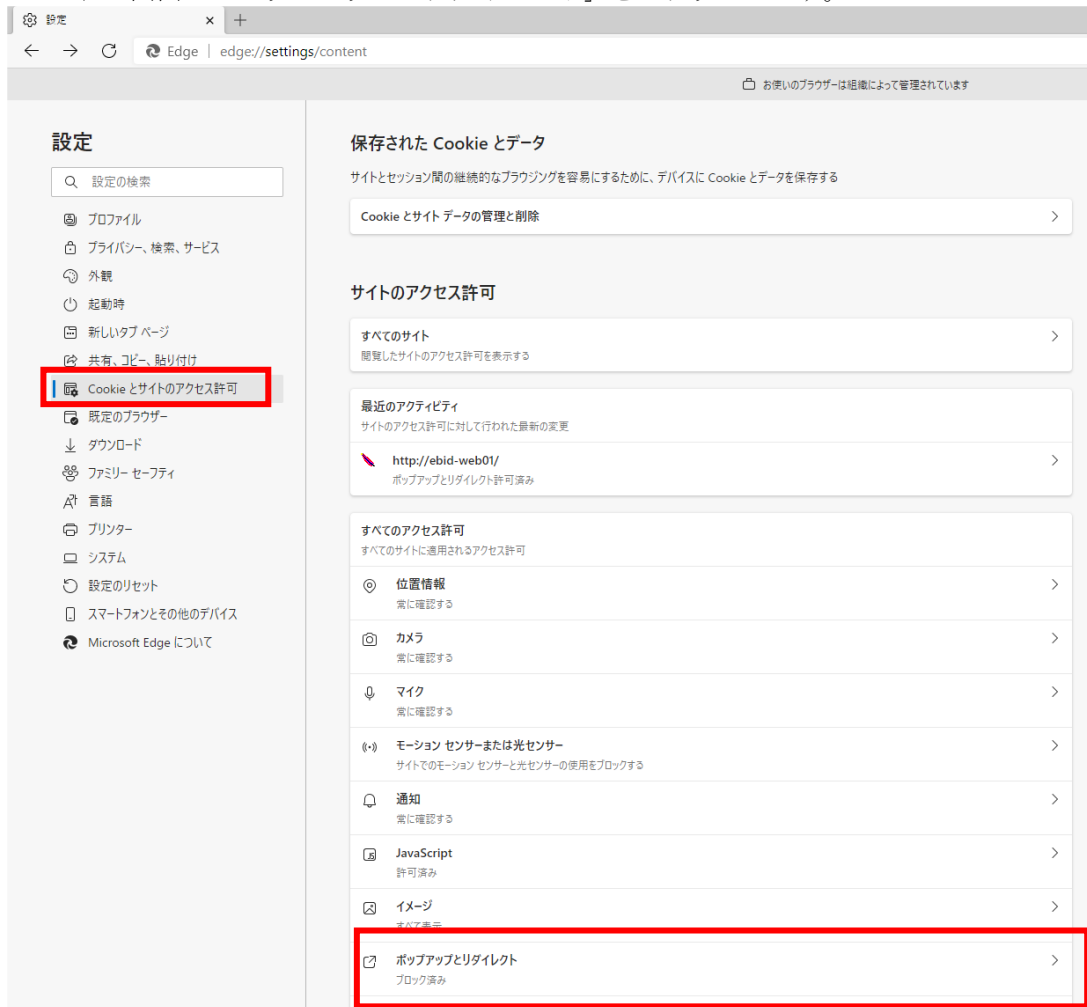 設定
Edge | edge://settings/content
お使いのブラウザーは組織によって管理されています
設定
設定の検索
プロファイル
プライバシー、検索、サービス
外観
起動時
新しいタブ ページ
共有、コピー、貼り付け
Cookie とサイトのアクセス許可
既定のブラウザー
ダウンロード
ファミリー セーフティ
言語
プリンター
システム
設定のリセット
スマートフォンとその他のデバイス
Microsoft Edge について
保存された Cookie とデータ
サイトとセッション間の継続的なブラウジングを容易にするために、デバイスに Cookie とデータを保存する
Cookie とサイト データの管理と削除
サイトのアクセス許可
すべてのサイト
閲覧したサイトのアクセス許可を表示する
最近のアクティビティ
サイトのアクセス許可に対して行われた最新の変更
http://ebid-web01/
ポップアップとリダイレクト許可済み
すべてのアクセス許可
すべてのサイトに適用されるアクセス許可
位置情報
常に確認する
カメラ
常に確認する
マイク
常に確認する
モーション センサーまたは光センサー
サイトでのモーション センサーと光センサーの使用をブロックする
通知
常に確認する
JavaScript
許可済み
イメージ
すべて表示
ポップアップとリダイレクト
ブロック済み